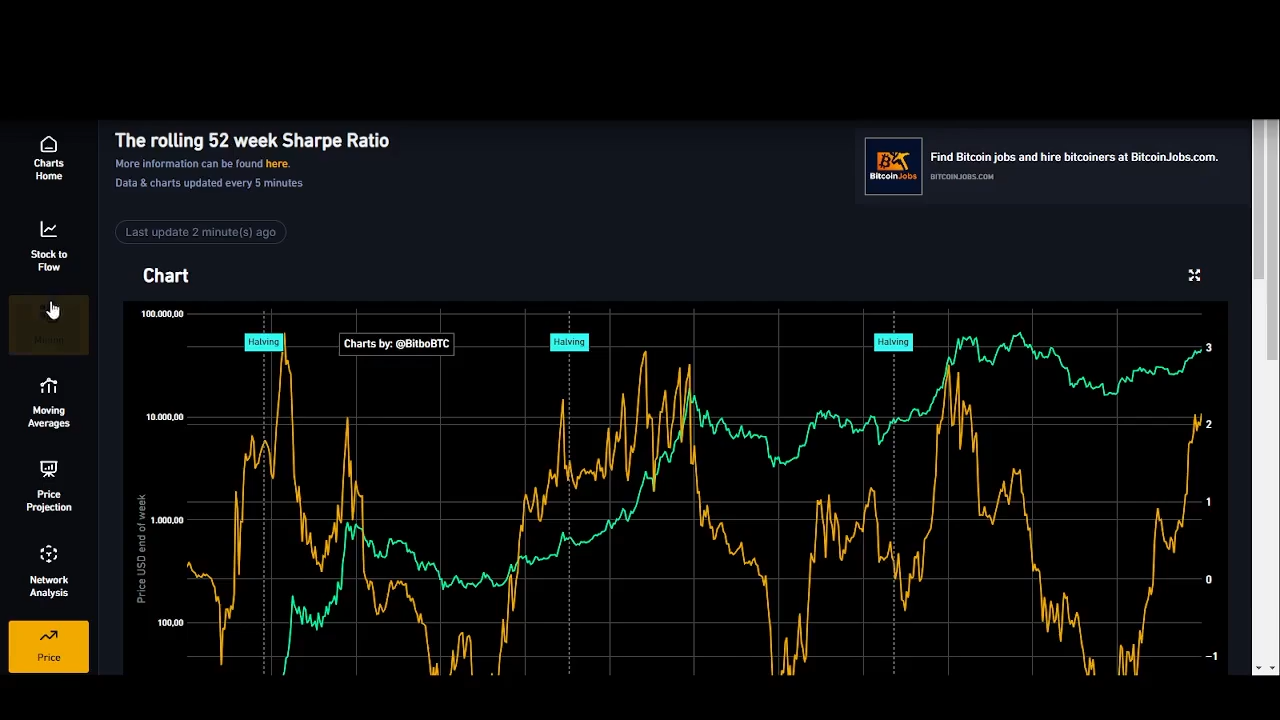 The rolling 52 week Sharpe Ratio
More information can be found here.
Data & charts updated every 5 minutes
Find Bitcoin jobs and hire bitcoiners at BitcoinJobs.com.
BITCOINJOBS.COM
BitcoinJobs
Last update 2 minute(s) ago
Charts
Home
Stock to
Flow
Moving
Averages
Price
Projection
Network
Analysis
Price
Chart
Halving
Charts by: @BitboBTC
Halving
Halving
100.000,00
10.000,00
1.000,00
100,00
Price USD end of week
3
2
1
0
−1